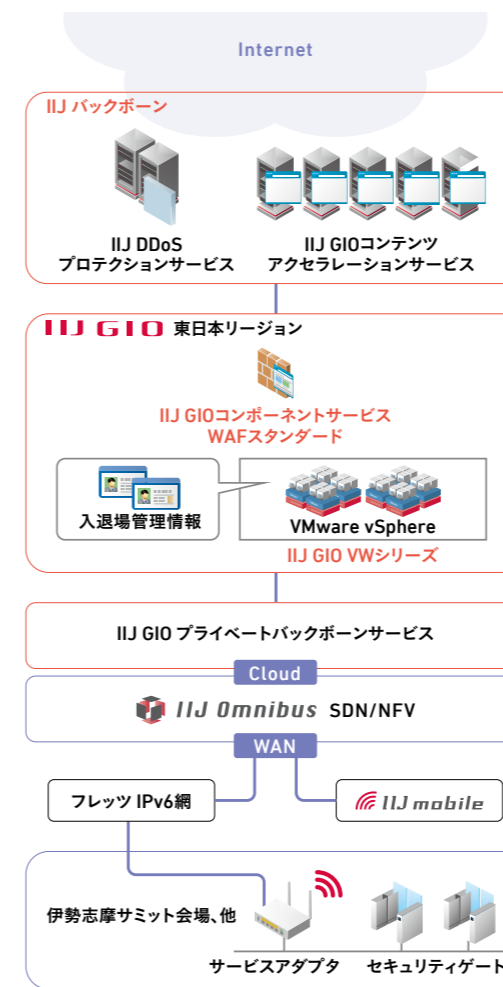 Internet
IIJ バックボーン
IIJ DDoS
プロテクションサービス
IIJ GIOコンテンツ
アクセラレーションサービス
IIJ GIO 東日本リージョン
IIJ GIOコンポーネントサービス
WAFスタンダード
入退場管理情報
VMware vSphere
IIJ GIO VWシリーズ
IIJ GIO プライベートバックボーンサービス
Cloud
IIJ Omnibus SDN/NFV
WAN
フレッツ IPv6網
IIJ mobile
伊勢志摩サミット会場、他
サービスアダプタ
セキュリティゲート